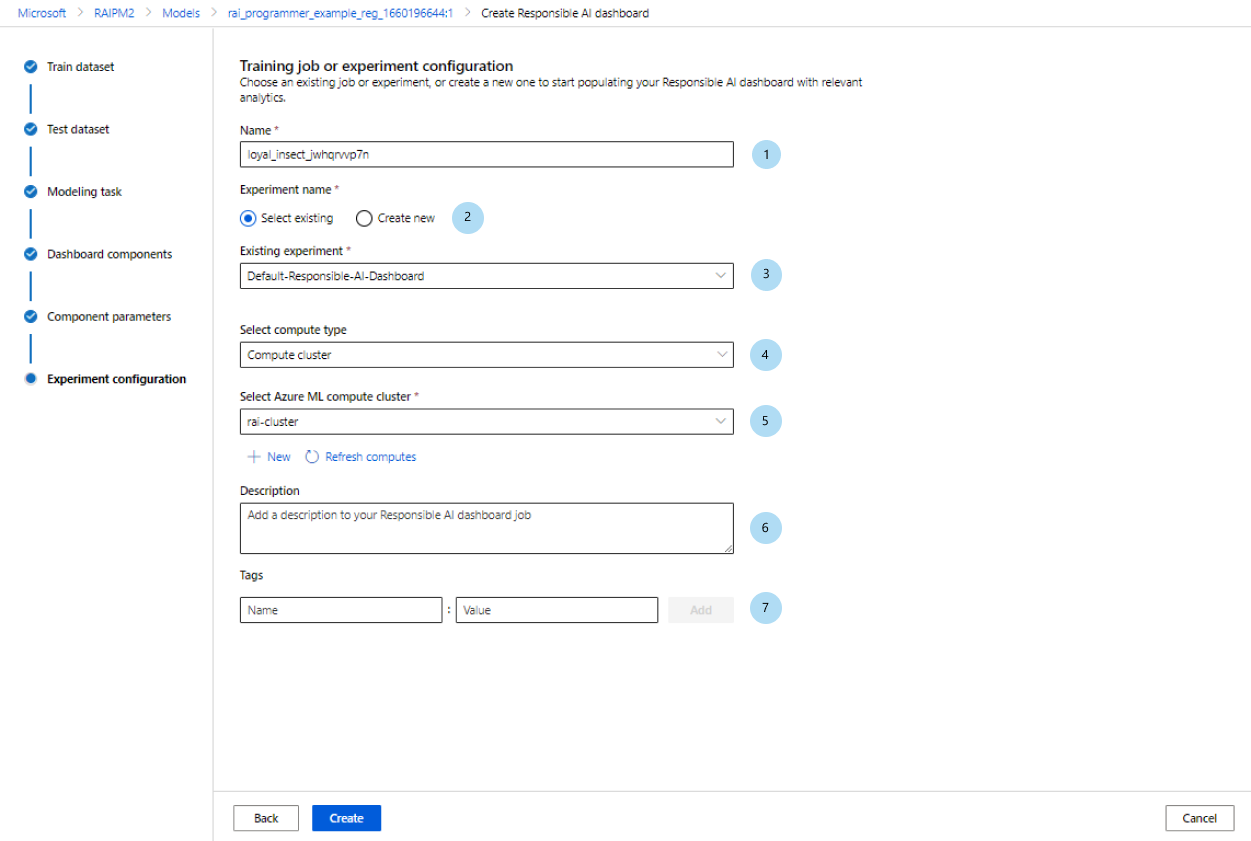 Microsoft > RAIPM2 > Models > rai_programmer_example_reg_1660196644:1 > Create Responsible AI dashboard
Train dataset
Test dataset
Modeling task
Dashboard components
Component parameters
Experiment configuration
Training job or experiment configuration
Choose an existing job or experiment, or create a new one to start populating your Responsible AI dashboard with relevant
analytics.
Name *
loyal_insect_jwhqrvvp7n
1
Experiment name *
Select existing Create new
2
Existing experiment *
Default-Responsible-AI-Dashboard
3
Select compute type
Compute cluster
4
Select Azure ML compute cluster *
rai-cluster
5
New Refresh computes
Description
Add a description to your Responsible AI dashboard job
6
Tags
Name : Value Add
7
Back Create Cancel